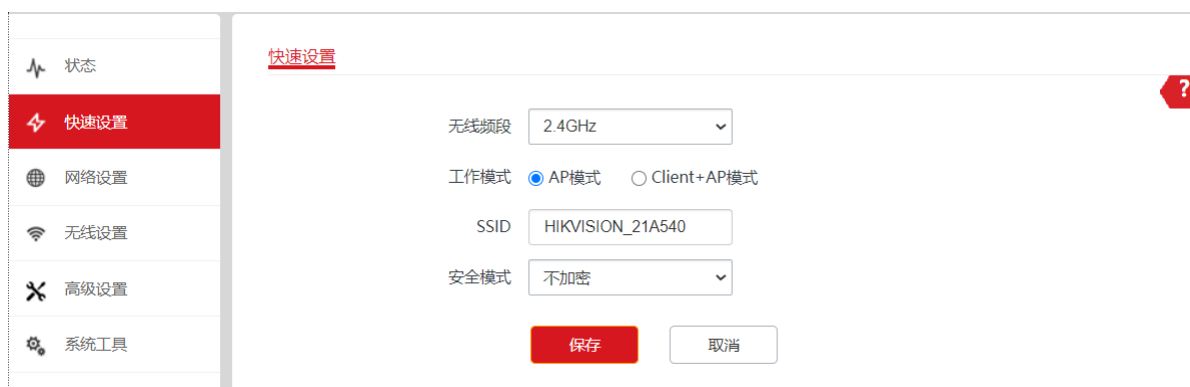 快速设置
?
状态
快速设置
网络设置
无线设置
高级设置
系统工具
无线频段 2.4GHz
工作模式 AP模式 Client+AP模式
SSID HIKVISION_21A540
安全模式 不加密
保存 取消